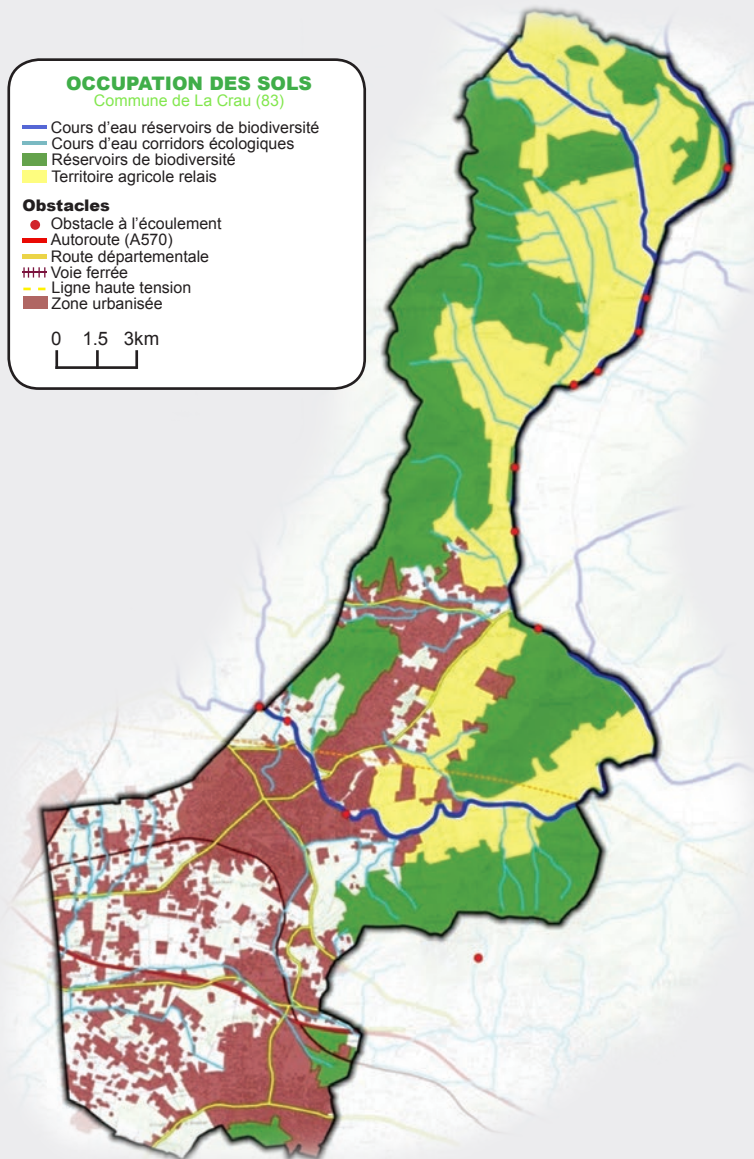 OCCUPATION DES SOLS
Commune de La Crau (83)
Cours d'eau réservoirs de biodiversité
Cours d'eau corridors écologiques
Réservoirs de biodiversité
Territoire agricole relais
Obstacles
Obstacle à l'écoulement
Autoroute (A570)
Route départementale
Voie ferrée
Ligne haute tension
Zone urbanisée
0 1.5 3km